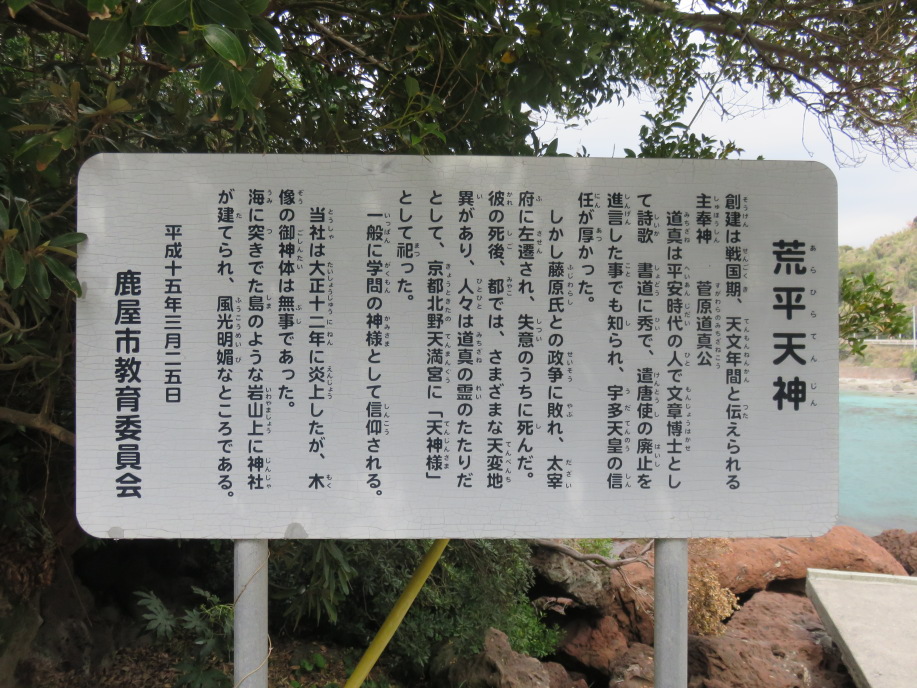 荒平天神
創建は戦国期、天文年間と伝えられる
主奉神 菅原道真公
道真は平安時代の人で文章博士とし
て詩歌 書道に秀で、遣唐使の廃止を
進言した事でも知られ、宇多天皇の信
任が厚かった。
しかし藤原氏との政争に敗れ、太宰
府に左遷され、失意のうちに死んだ。
彼の死後、都では、さまざまな天変地
異があり、人々は道真の霊のたたりだ
として、京都北野天満宮に「天神様」
として祀った。
一般に学問の神様として信仰される。
当社は大正十二年に炎上したが、木
像の御神体は無事であった。
海に突きでた島のような岩山上に神社
が建てられ、風光明媚なところである。
平成十五年三月二五日
鹿屋市教育委員会